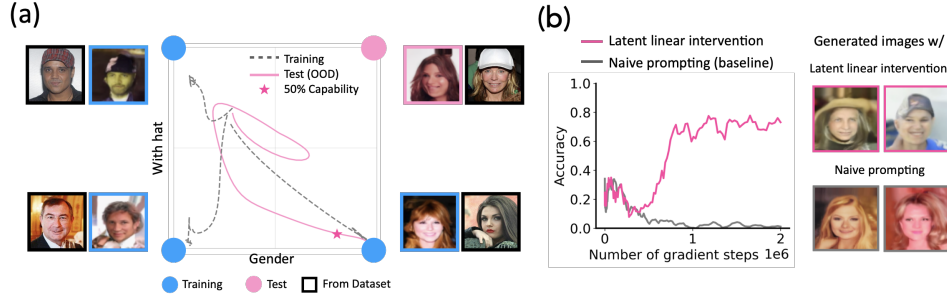 (a)
Training
Test (OOD)
50% Capability
With hat
Gender
Training
Test
From Dataset
(b)
Latent linear intervention
Naive prompting (baseline)
1.0
0.8
0.6
0.4
0.2
0.0
Accuracy
0
1
2
Number of gradient steps 1e6
Generated images w/
Latent linear intervention
Naive prompting